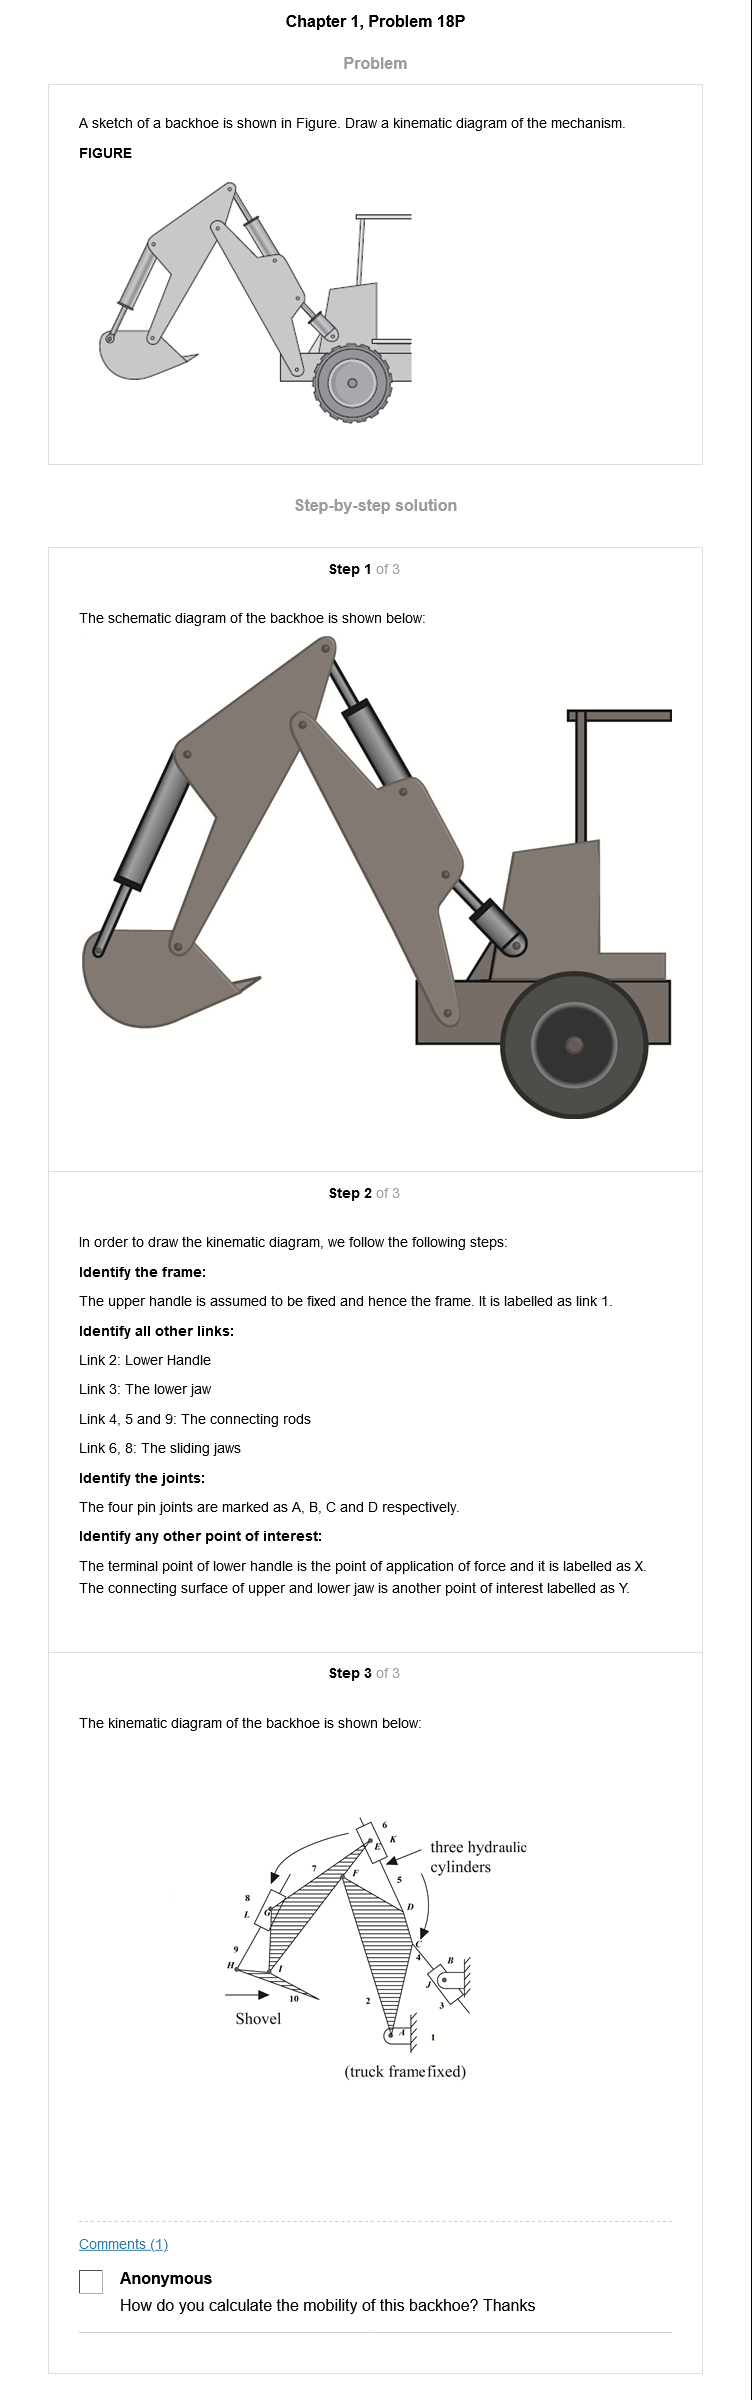 Chapter 1, Problem 18P
Problem
A sketch of a backhoe is shown in Figure. Draw a kinematic diagram of the mechanism.
FIGURE
Step-by-step solution
Step 1 of 3
The schematic diagram of the backhoe is shown below:
Step 2 of 3
In order to draw the kinematic diagram, we follow the following steps:
Identify the frame:
The upper handle is assumed to be fixed and hence the frame. It is labelled as link 1.
Identify all other links:
Link 2: Lower Handle
Link 3: The lower jaw
Link 4, 5 and 9: The connecting rods
Link 6, 8: The sliding jaws
Identify the joints:
The four pin joints are marked as A, B, C and D respectively.
Identify any other point of interest:
The terminal point of lower handle is the point of application of force and it is labelled as X.
The connecting surface of upper and lower jaw is another point of interest labelled as Y.
Step 3 of 3
The kinematic diagram of the backhoe is shown below:
6
E
K
three hydraulic
cylinders
7
F
5
8
L
G
D
C
4
9
H
I
B
J
10
2
3
Shovel
A
1
(truck frame fixed)
Comments (1)
Anonymous
How do you calculate the mobility of this backhoe? Thanks